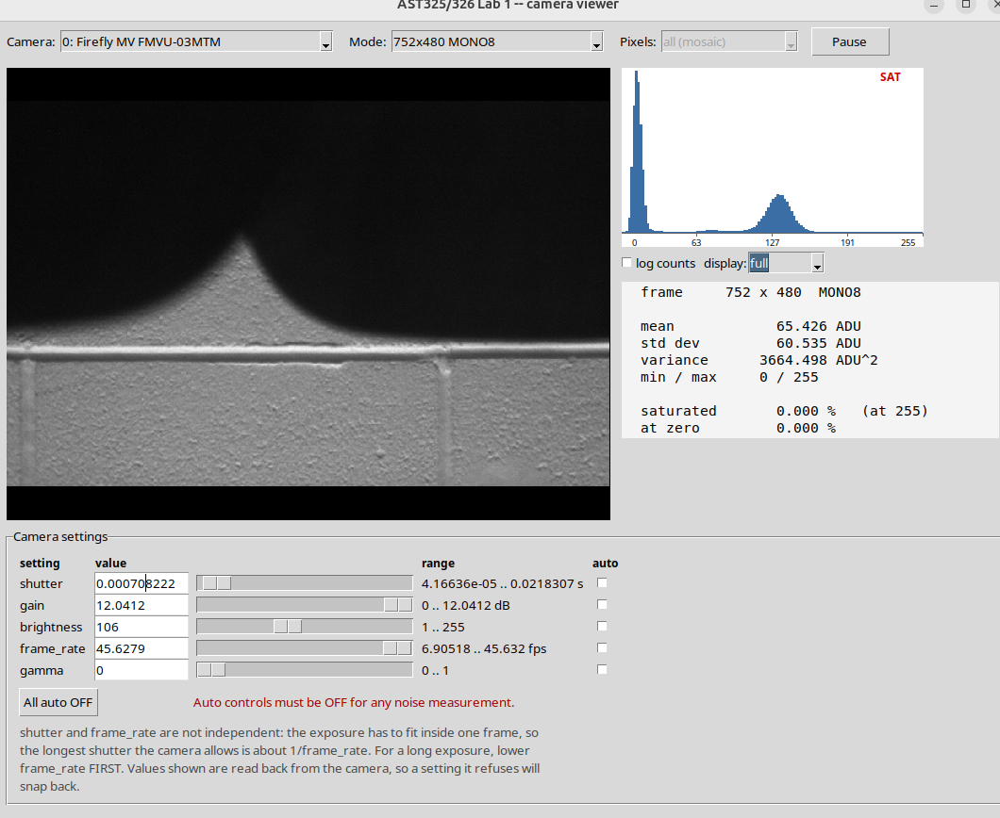 AST325/326 Lab 1 -- camera viewer
Camera: 0: Firefly MV FMVU-03MTM Mode: 752x480 MONO8 Pixels: all (mosaic) Pause
SAT
0 63 127 191 255
log counts display: full
frame 752 x 480 MONO8
mean 65.426 ADU
std dev 60.535 ADU
variance 3664.498 ADU^2
min / max 0 / 255
saturated 0.000 % (at 255)
at zero 0.000 %
Camera settings
setting value range auto
shutter 0.000708222 4.16636e-05 .. 0.0218307 s
gain 12.0412 0 .. 12.0412 dB
brightness 106 1 .. 255
frame_rate 45.6279 6.90518 .. 45.632 fps
gamma 0 0 .. 1
All auto OFF Auto controls must be OFF for any noise measurement.
shutter and frame_rate are not independent: the exposure has to fit inside one frame, so
the longest shutter the camera allows is about 1/frame_rate. For a long exposure, lower
frame_rate FIRST. Values shown are read back from the camera, so a setting it refuses will
snap back.